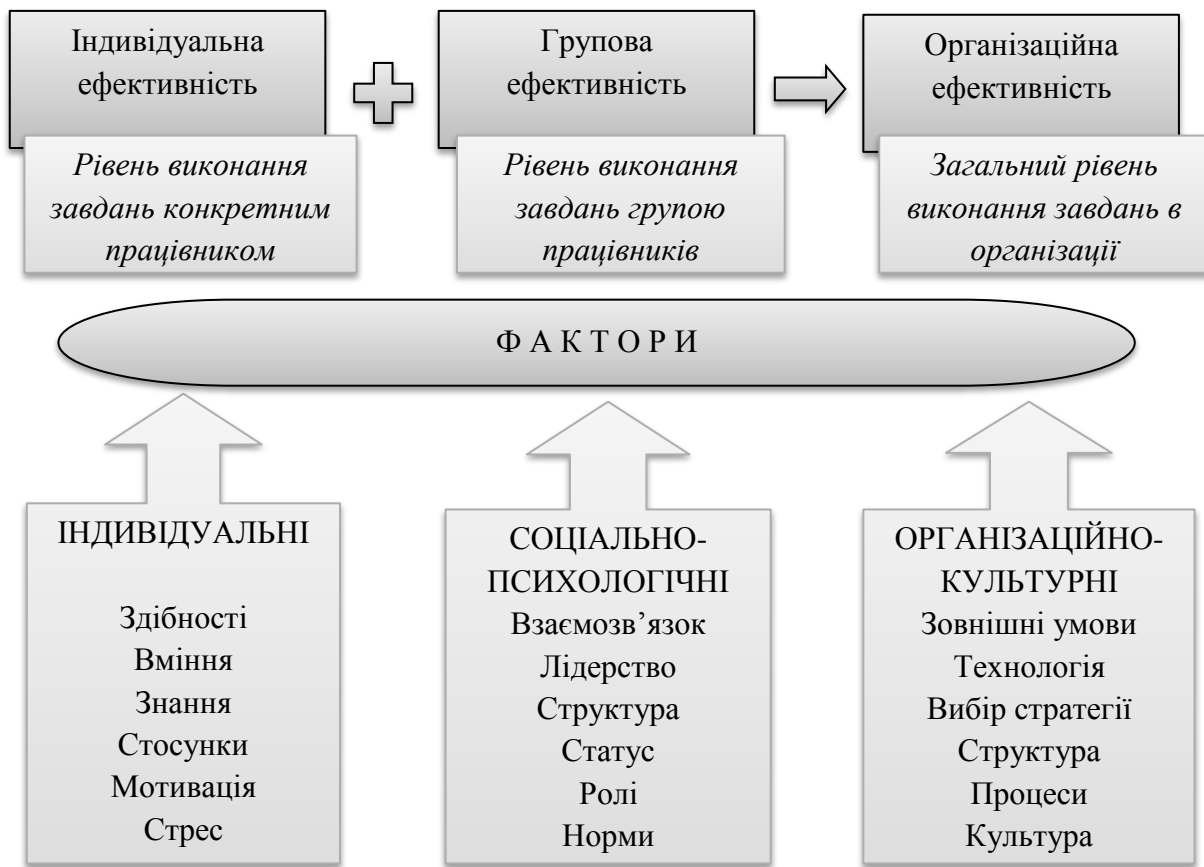 Індивідуальна
ефективність
Рівень виконання
завдань конкретним
працівником
Групова
ефективність
Рівень виконання
завдань групою
працівників
Організаційна
ефективність
Загальний рівень
виконання завдань в
організації
Ф А К Т О Р И
ІНДИВІДУАЛЬНІ
Здібності
Вміння
Знання
Стосунки
Мотивація
Стрес
СОЦІАЛЬНО-
ПСИХОЛОГІЧНІ
Взаємозв’язок
Лідерство
Структура
Статус
Ролі
Норми
ОРГАНІЗАЦІЙНО-
КУЛЬТУРНІ
Зовнішні умови
Технологія
Вибір стратегії
Структура
Процеси
Культура